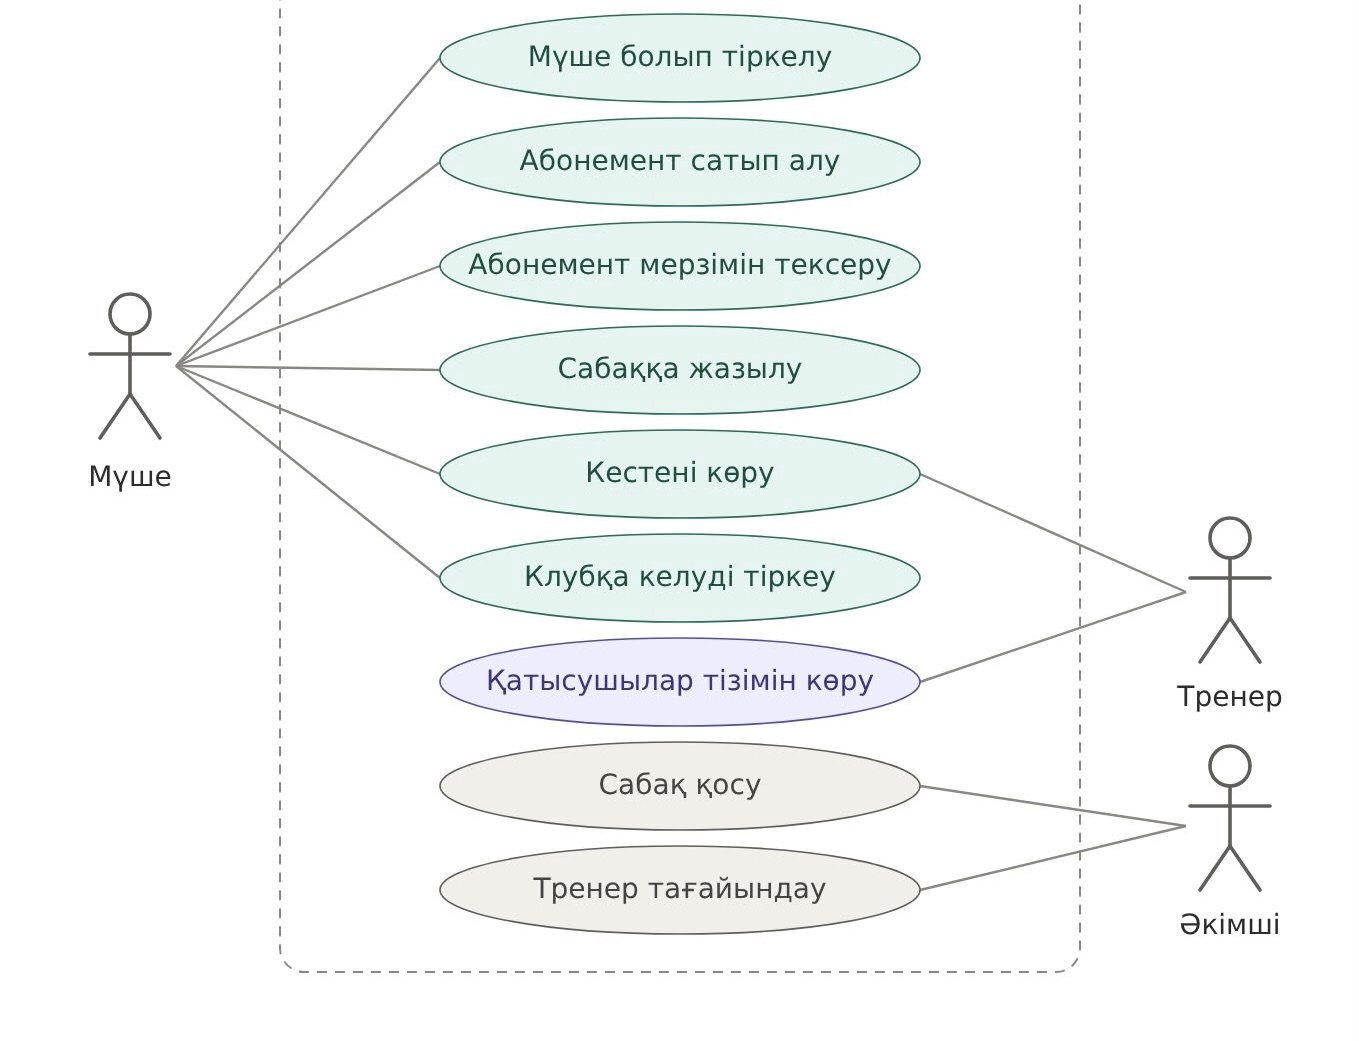 Мүше болып тіркелу
Абонемент сатып алу
Абонемент мерзімін тексеру
Сабаққа жазылу
Мүше
Кестені көру
Клубқа келуді тіркеу
Қатысушылар тізімін көру
Тренер
Сабақ қосу
Тренер тағайындау
Әкімші